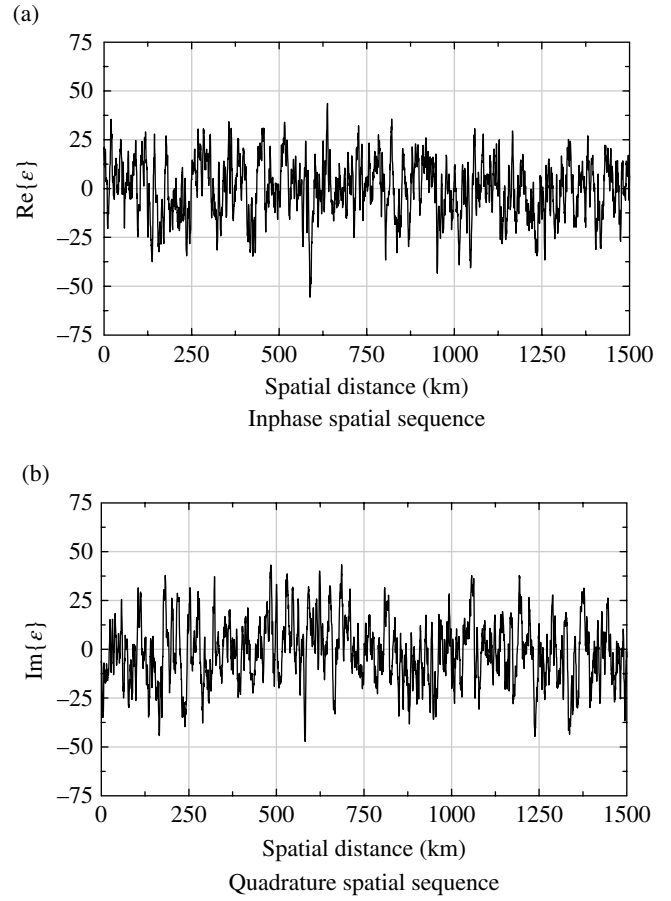 (a)
75
50
25
0
−25
−50
−75
Re{ε}
0 250 500 750 1000 1250 1500
Spatial distance (km)
Inphase spatial sequence
(b)
75
50
25
0
−25
−50
−75
Im{ε}
0 250 500 750 1000 1250 1500
Spatial distance (km)
Quadrature spatial sequence